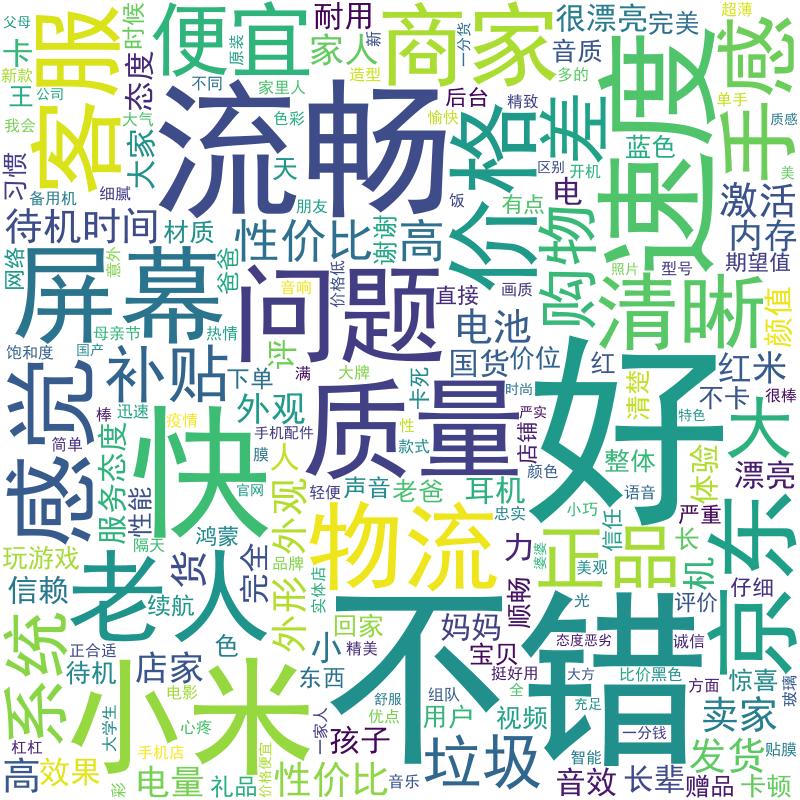 父母
卡
王
新款
公司
我会
习惯
时候
态度
大家
大气
备用机
细腻
客服
便宜
不同
原装
家里人
色彩
耐用
家人
新
造型
后台
愉快
一分货
精致
商家
多的
很漂亮
完美
音质
超薄
单手
质感
美
手感
速度
差
价格
流畅
天
朋友
饭
有点
电
区别
开机
蓝色
激活
内存
期望值
待机时间
材质
性价比
谢谢
高
购物
网络
意外
爸爸
屏幕
问题
音响
价格低
直接
画质
照片
型号
清晰
颜值
母亲节
热情
饱和度
国产
补贴
评
下单
满
大牌
电池
国货
价位
卡死
时尚
红
红米
清楚
不卡
很棒
特色
感觉
棒
迅速
疫情
外观
手机配件
膜
简单
快
服务态度
性能
人
官网
轻便
质量
性
款式
严实
店铺
颜色
好
大
整体
体验
漂亮
语音
声音
老爸
耳机
忠实
小巧
信任
严重
长
鸿蒙
隔天
玩游戏
信赖
老人
续航
货
完全
外形
外观
实体店
物流
力
顺畅
婆婆
正品
美观
机
京东
仔细
光
评价
系统
正合适
待机
店家
色
小
回家
精美
东西
妈妈
宝贝
不错
态度恶劣
诚信
挺好用
大方
全
比价
黑色
方面
惊喜
玻璃
小米
电影
心疼
大学生
手机店
杠杠
一家人
舒服
优点
组队
用户
视频
充足
智能
一分钱
卖家
贴膜
孩子
垃圾
发货
高
效果
彩
电量
礼品
价格便宜
性价比
音乐
音效
长辈
赠品
卡顿